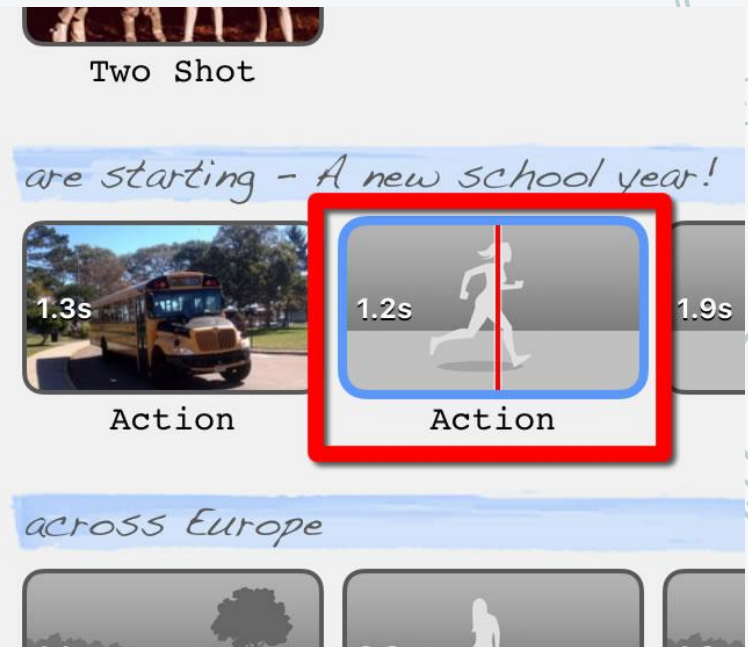 Two Shot
are starting - A new school year!
1.3s
1.2s
1.9s
Action
Action
across Europe